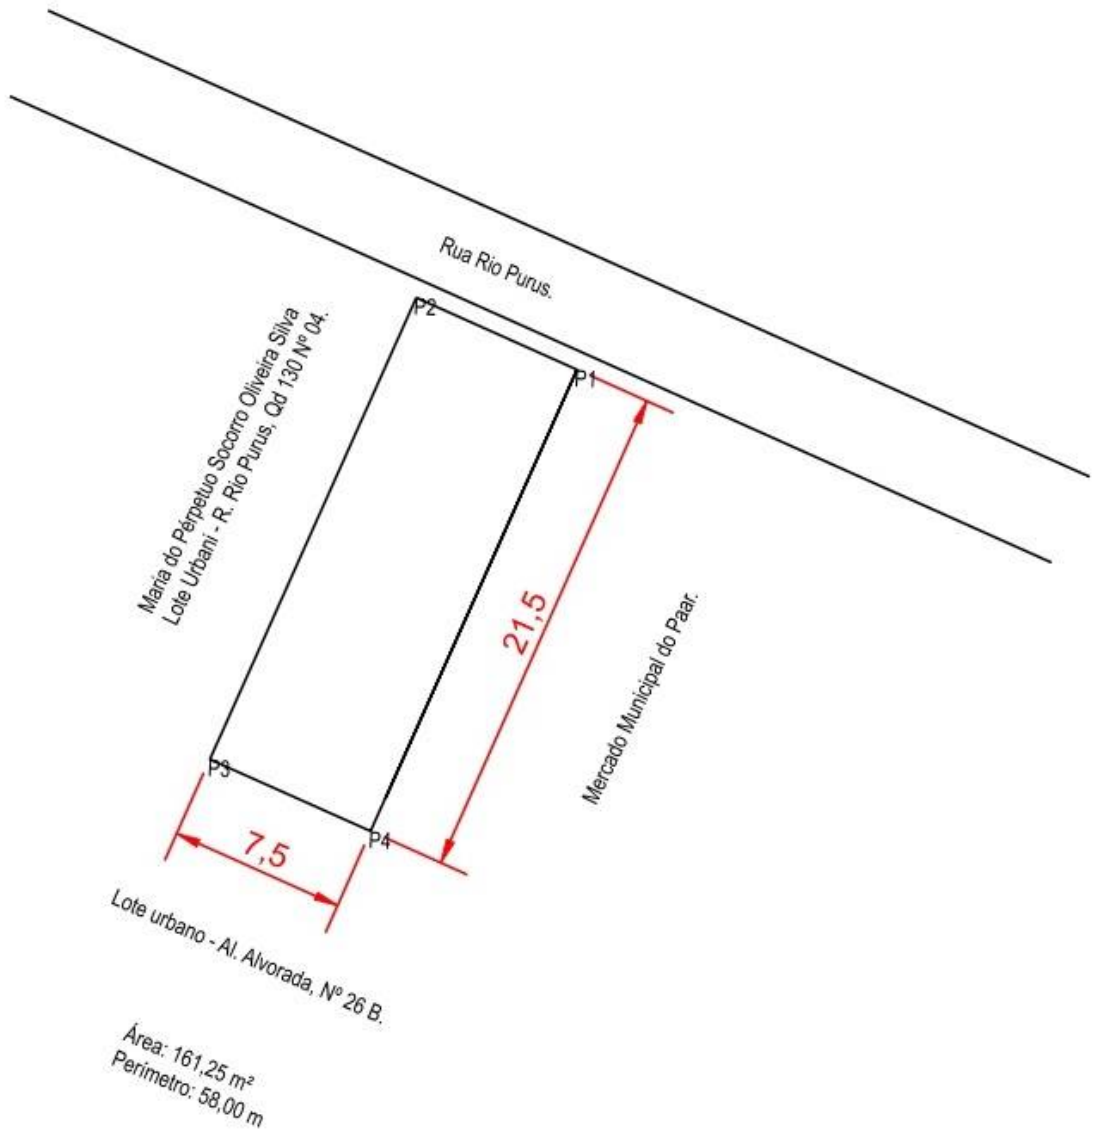 Rua Rio Purus.
P2
P1
Maria do Pérpetuo Socorro Oliveira Silva
Lote Urbani - R. Rio Purus, Qd 130 Nº 04.
21,5
Mercado Municipal do Paar.
P3
P4
7,5
Lote urbano - Al. Alvorada, Nº 26 B.
Área: 161,25 m²
Perímetro: 58,00 m